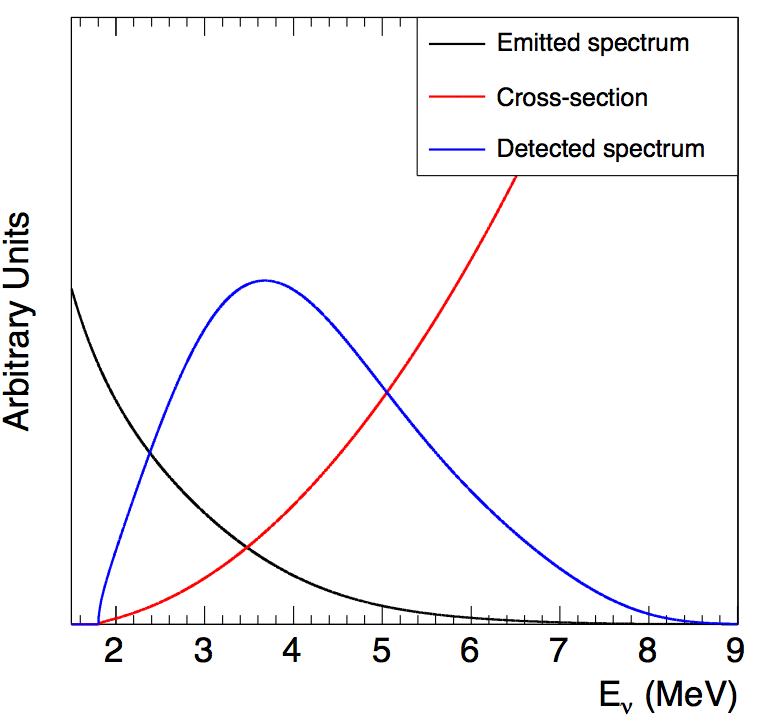 Emitted spectrum
Cross-section
Detected spectrum
Arbitrary Units
2 3 4 5 6 7 8 9
Eν (MeV)